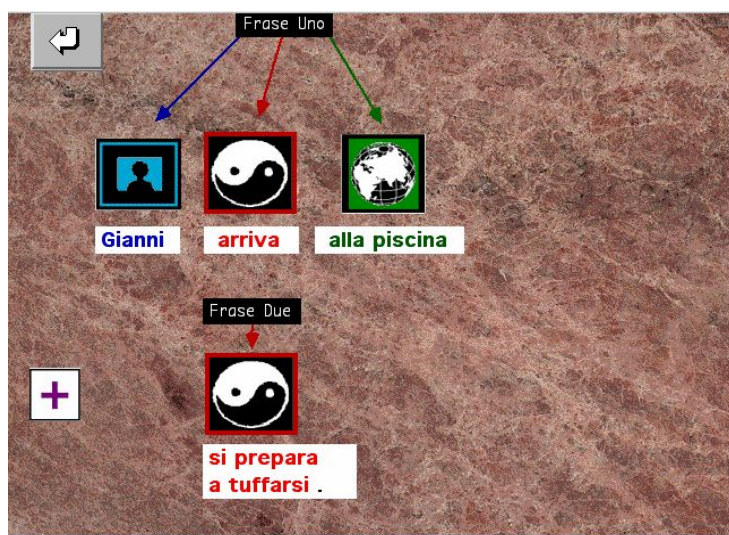 Frase Uno
Gianni arriva alla piscina
Frase Due
+
si prepara
a tuffarsi .